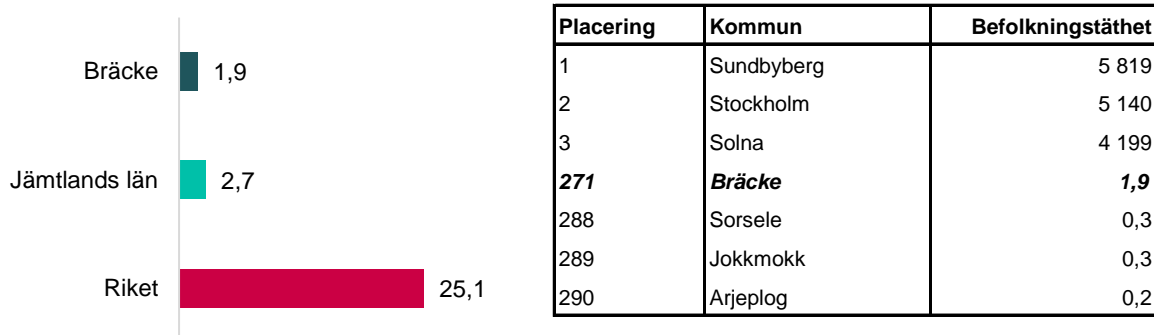 Bräcke 1,9
Jämtlands län 2,7
Riket 25,1
Placering Kommun Befolkningstäthet
1 Sundbyberg 5 819
2 Stockholm 5 140
3 Solna 4 199
271 Bräcke 1,9
288 Sorsele 0,3
289 Jokkmokk 0,3
290 Arjeplog 0,2